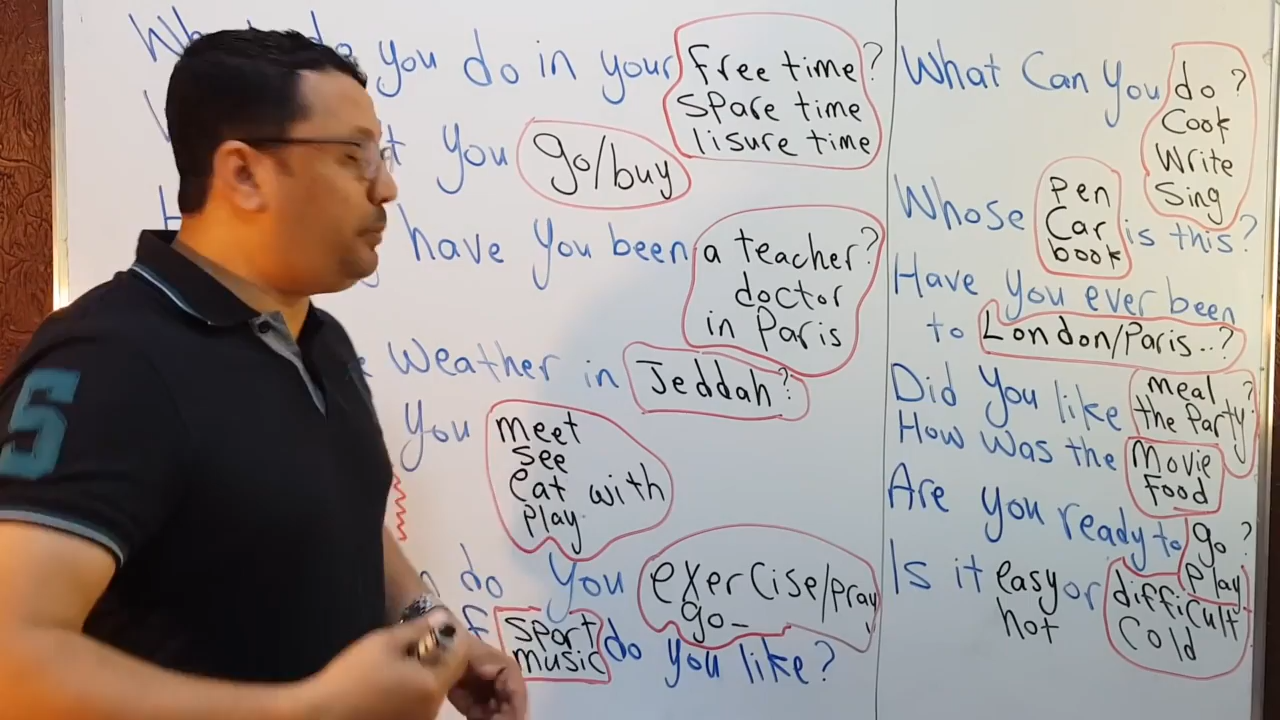 do you do in your free time?
spare time
lisure time
you go/buy
have you been a teacher?
doctor
in Paris
Weather in Jeddah?
you meet
see
eat with
play
do you exercise/pray
go-
sport do you like?
music
What Can You do?
Cook
Write
Sing
Whose Pen is this?
Car
book
Have you ever been
to London/Paris..?
Did You like meal?
the Party
How was the Movie
Food
Are you ready to go?
Play
Is it easy or difficult
hot Cold
5